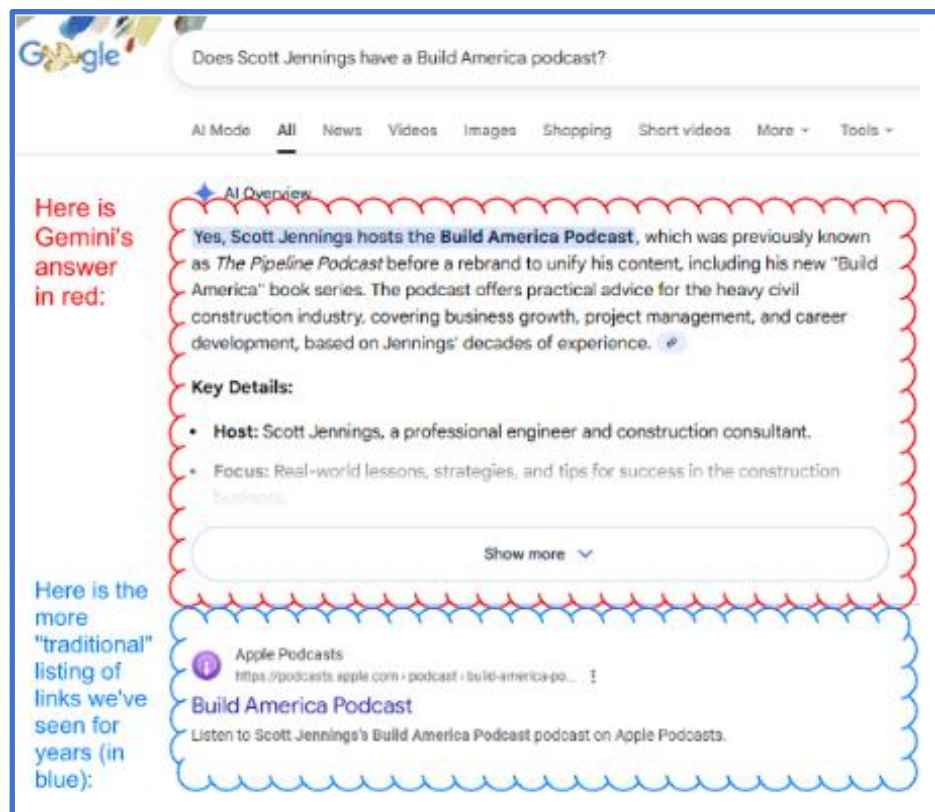 Google
Does Scott Jennings have a Build America podcast?
AI Mode All News Videos Images Shopping Short videos More Tools
AI Overview
Here is
Gemini's
answer
in red:
Yes, Scott Jennings hosts the Build America Podcast, which was previously known
as The Pipeline Podcast before a rebrand to unify his content, including his new "Build
America" book series. The podcast offers practical advice for the heavy civil
construction industry, covering business growth, project management, and career
development, based on Jennings' decades of experience.
Key Details:
• Host: Scott Jennings, a professional engineer and construction consultant.
• Focus: Real-world lessons, strategies, and tips for success in the construction
business.
Show more
Here is the
more
"traditional"
listing of
links we've
seen for
years (in
blue):
Apple Podcasts
https://podcasts.apple.com › podcast › build-america-po...
Build America Podcast
Listen to Scott Jennings's Build America Podcast podcast on Apple Podcasts.